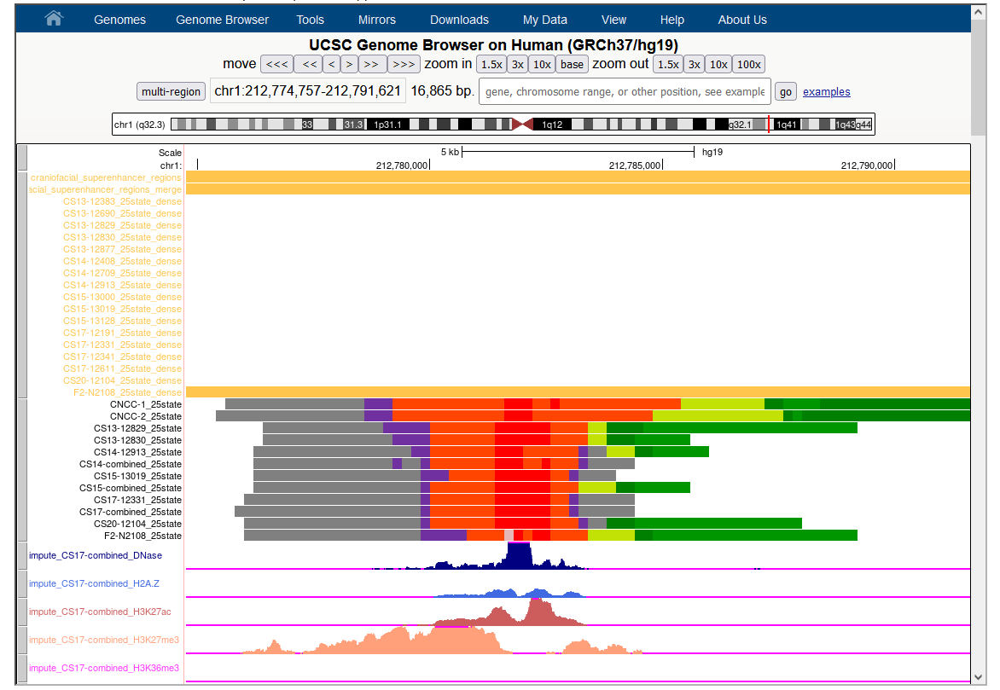 Genomes Genome Browser Tools Mirrors Downloads My Data View Help About Us
UCSC Genome Browser on Human (GRCh37/hg19)
move <<< << < > >> >>> zoom in 1.5x 3x 10x base zoom out 1.5x 3x 10x 100x
multi-region chr1:212,774,757-212,791,621 16,865 bp. gene, chromosome range, or other position, see example go examples
chr1 (q32.3) 33 31.3 1p31.1 1q12 q32.1 1q41 1q43 q44
Scale 5 kb hg19
chr1: 212,780,000 212,785,000 212,790,000
craniofacial_superenhancer_regions
acial_superenhancer_regions_merge
CS13-12383_25state_dense
CS13-12690_25state_dense
CS13-12829_25state_dense
CS13-12830_25state_dense
CS13-12877_25state_dense
CS14-12408_25state_dense
CS14-12709_25state_dense
CS14-12913_25state_dense
CS15-13000_25state_dense
CS15-13019_25state_dense
CS15-13128_25state_dense
CS17-12191_25state_dense
CS17-12331_25state_dense
CS17-12341_25state_dense
CS17-12611_25state_dense
CS20-12104_25state_dense
F2-N2108_25state_dense
CNCC-1_25state
CNCC-2_25state
CS13-12829_25state
CS13-12830_25state
CS14-12913_25state
CS14-combined_25state
CS15-13019_25state
CS15-combined_25state
CS17-12331_25state
CS17-combined_25state
CS20-12104_25state
F2-N2108_25state
impute_CS17-combined_DNase
impute_CS17-combined_H2A.Z
impute_CS17-combined_H3K27ac
impute_CS17-combined_H3K27me3
impute_CS17-combined_H3K36me3